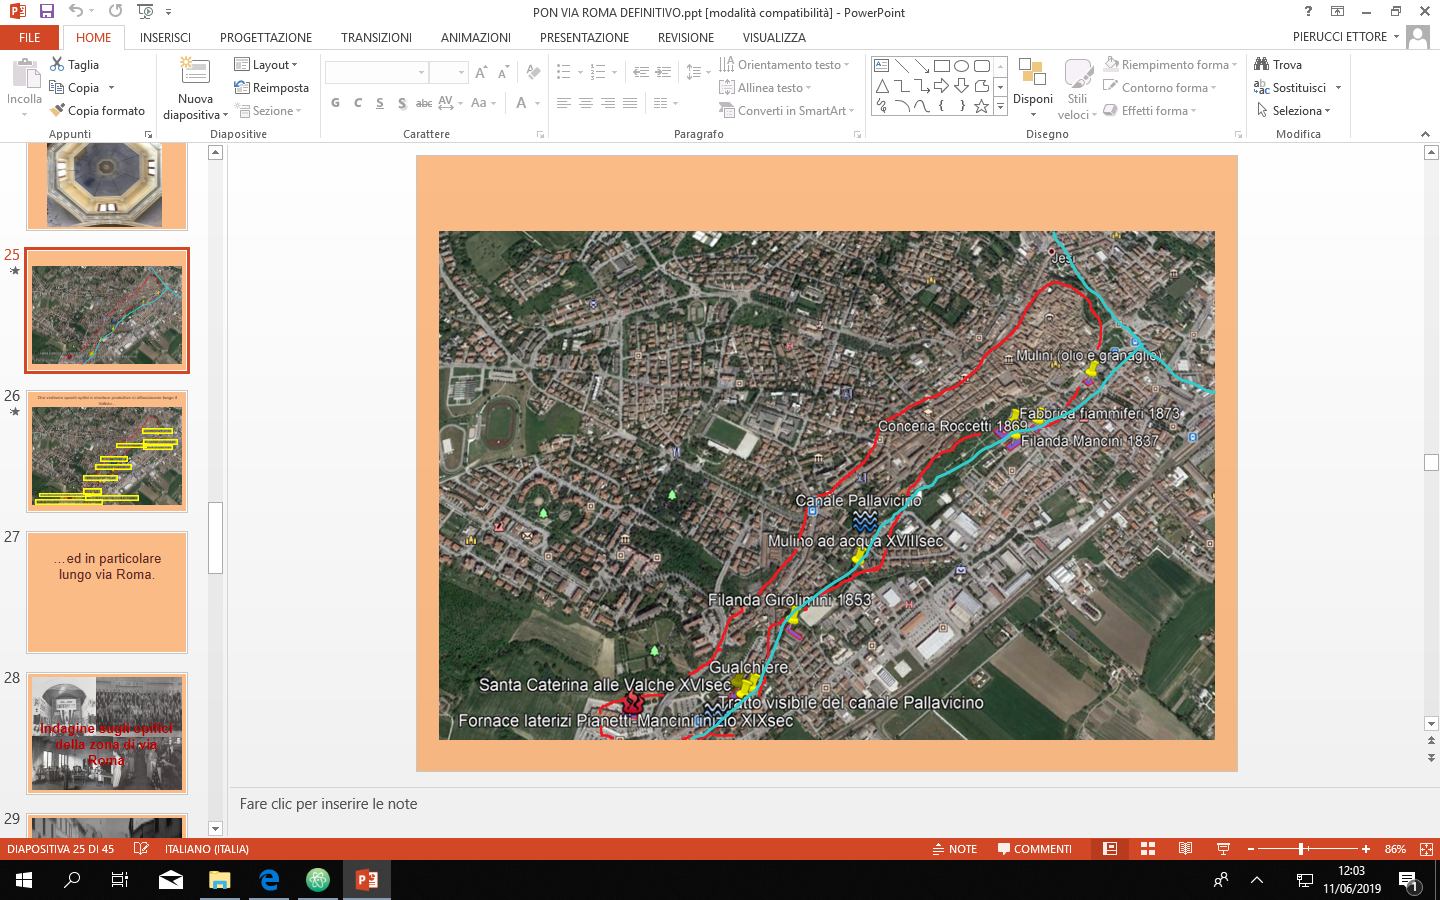 PON VIA ROMA DEFINITIVO.ppt [modalità compatibilità] - PowerPoint
FILE
HOME
INSERISCI
PROGETTAZIONE
TRANSIZIONI
ANIMAZIONI
PRESENTAZIONE
REVISIONE
VISUALIZZA
PIERUCCI ETTORE
Incolla
Taglia
Copia
Copia formato
Appunti
Nuova
diapositiva
Layout
Reimposta
Sezione
Diapositive
G C S S abc AV Aa A
Carattere
Orientamento testo
Allinea testo
Converti in SmartArt
Paragrafo
Disponi
Stili
veloci
Riempimento forma
Contorno forma
Effetti forma
Disegno
Trova
Sostituisci
Seleziona
Modifica
25
26
27
...ed in particolare
lungo via Roma.
28
Indagine sugli opifici
della zona di via
Roma
29
Jesi
Mulini (olio e granaglie)
Fabbrica fiammiferi 1873
Conceria Roccetti 1869
Filanda Mancini 1837
Canale Pallavicino
Mulino ad acqua XVIIIsec
Filanda Girolimini 1853
Gualchiere
Santa Caterina alle Valche XVIsec
Tratto visibile del canale Pallavicino
Fornace laterizi Pianetti-Mancini inizio XIXsec
Fare clic per inserire le note
DIAPOSITIVA 25 DI 45
ITALIANO (ITALIA)
NOTE
COMMENTI
86%
12:03
11/06/2019
1